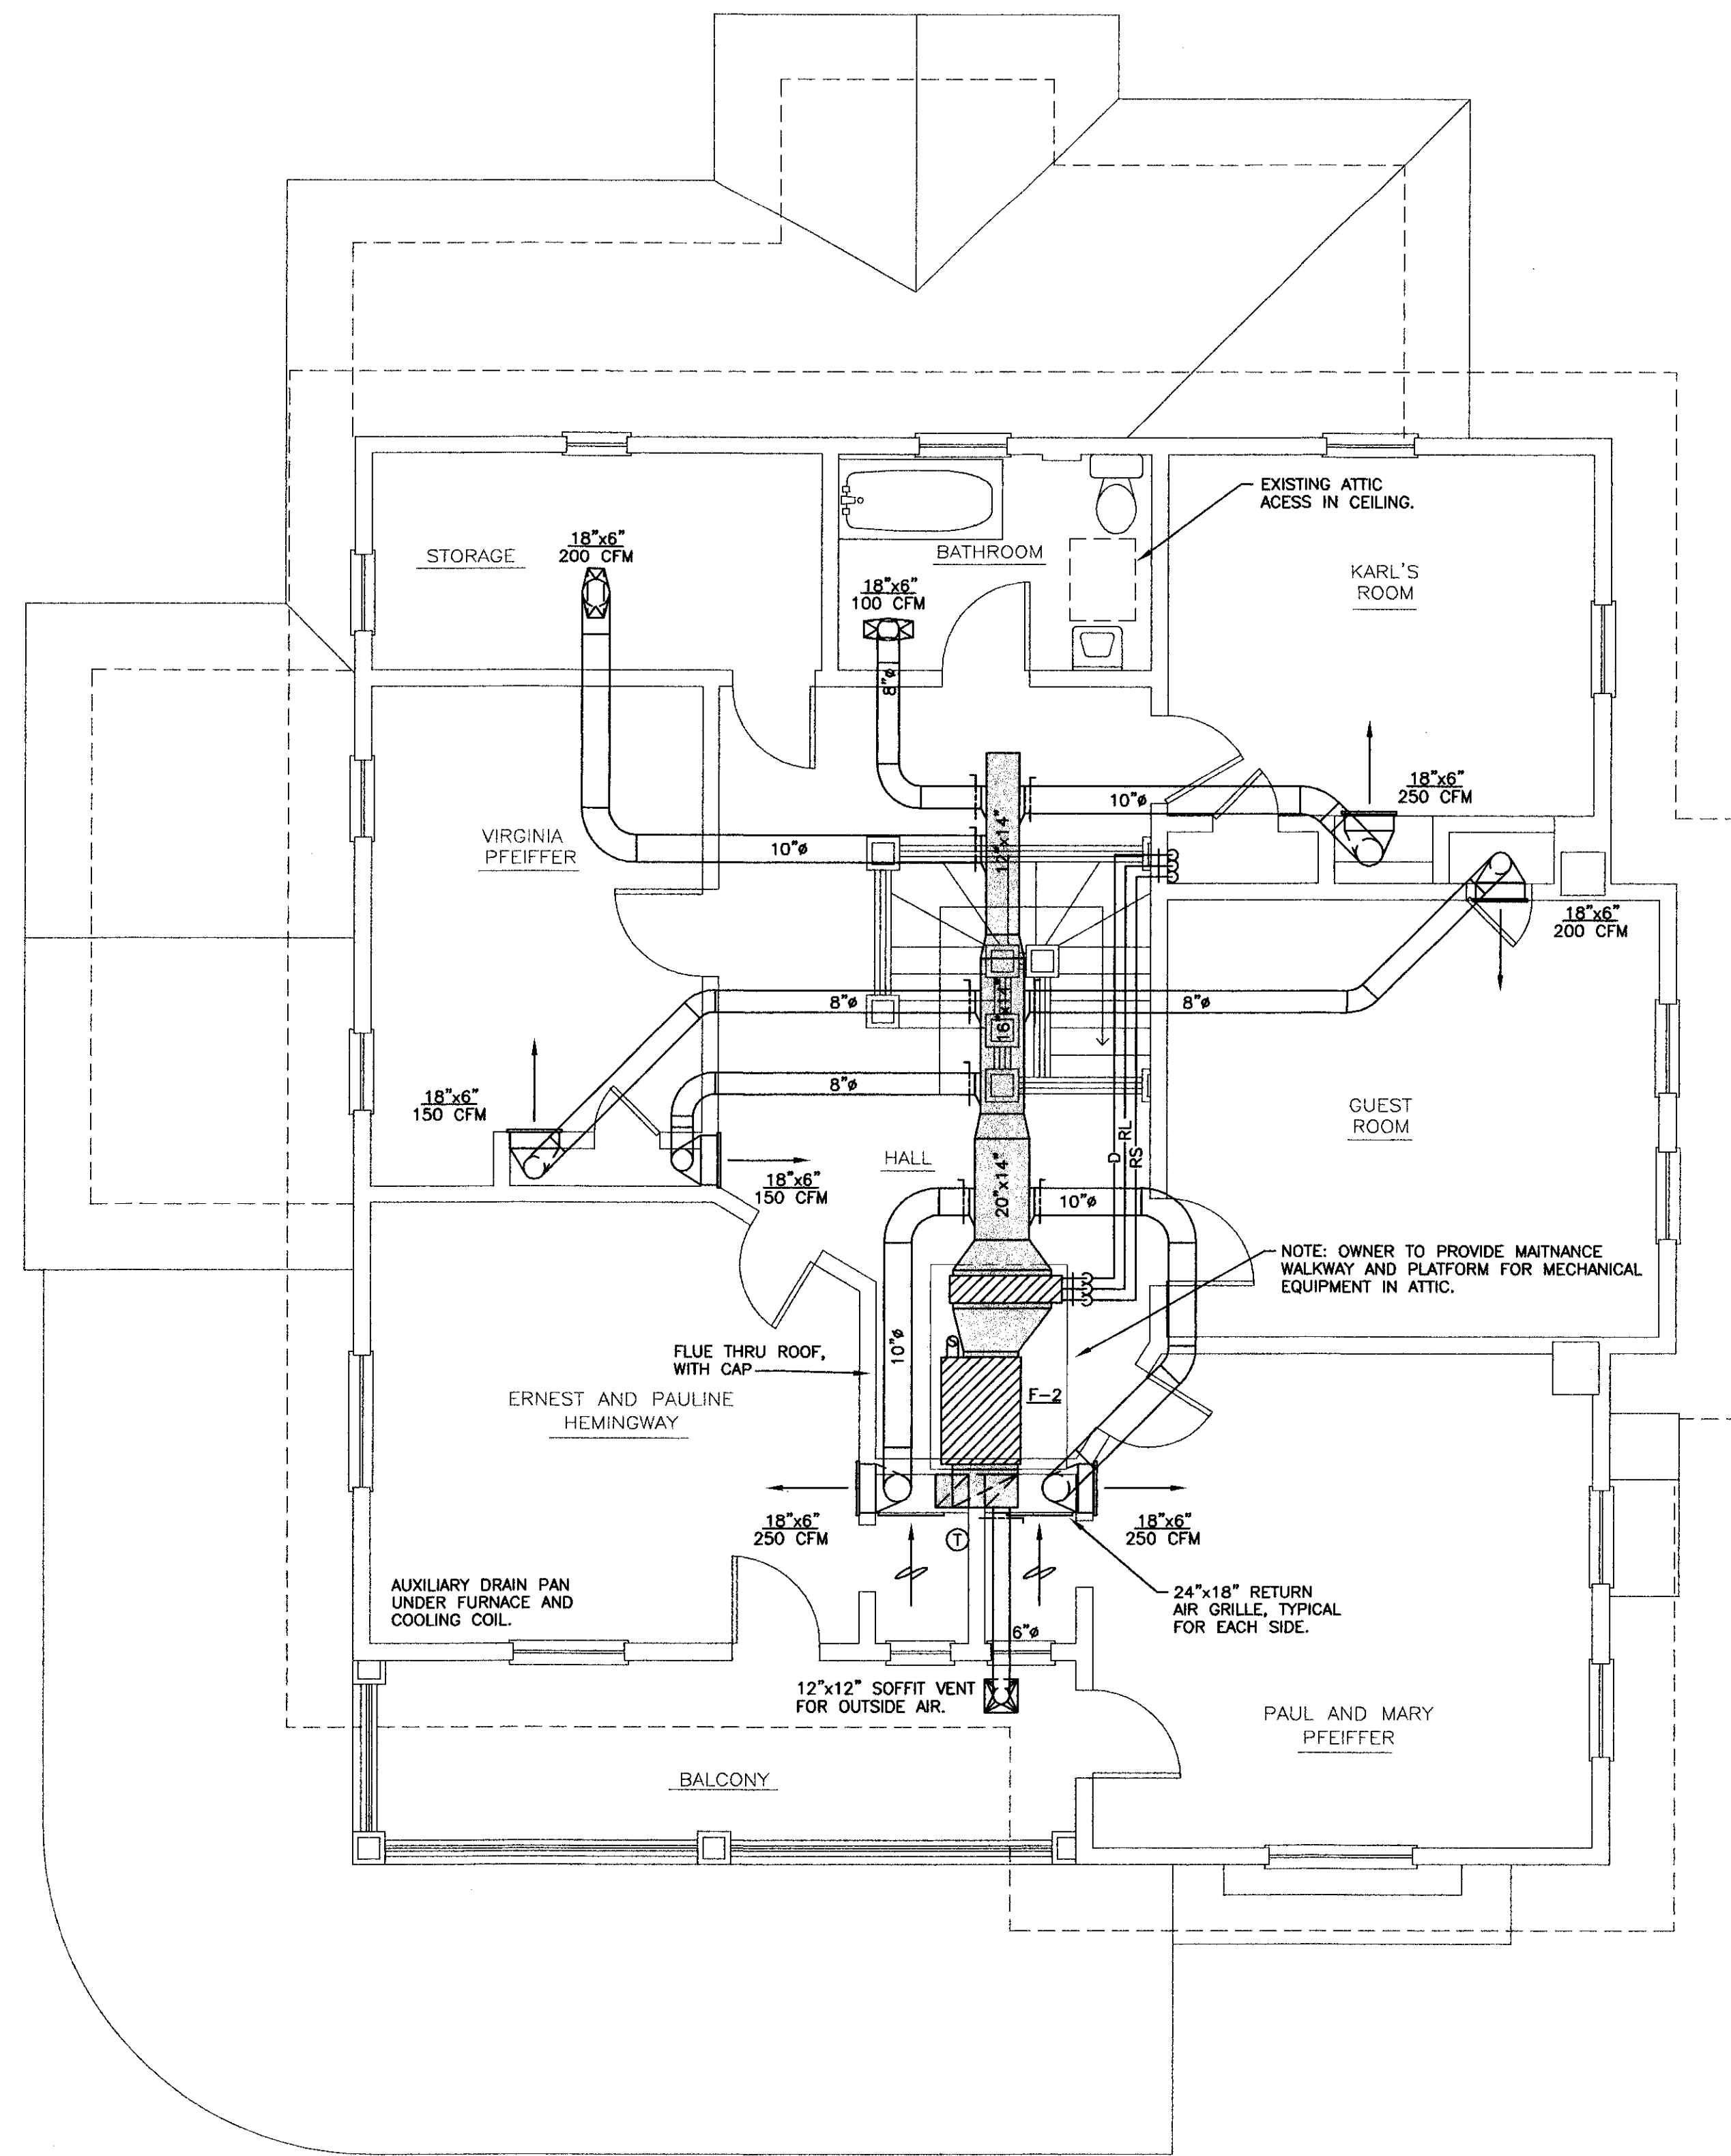 EXISTING ATTIC
ACESS IN CEILING.
STORAGE
18"x6"
200 CFM
BATHROOM
18"x6"
100 CFM
KARL'S
ROOM
8"ø
10"ø
18"x6"
250 CFM
VIRGINIA
PFEIFFER
10"ø
12"x14"
18"x6"
200 CFM
8"ø
16"x14"
8"ø
8"ø
18"x6"
150 CFM
GUEST
ROOM
HALL
D
RL
RS
18"x6"
150 CFM
20"x14"
10"ø
NOTE: OWNER TO PROVIDE MAITNANCE
WALKWAY AND PLATFORM FOR MECHANICAL
EQUIPMENT IN ATTIC.
10"ø
FLUE THRU ROOF,
WITH CAP
F-2
ERNEST AND PAULINE
HEMINGWAY
18"x6"
250 CFM
T
18"x6"
250 CFM
AUXILIARY DRAIN PAN
UNDER FURNACE AND
COOLING COIL.
24"x18" RETURN
AIR GRILLE, TYPICAL
FOR EACH SIDE.
6"ø
12"x12" SOFFIT VENT
FOR OUTSIDE AIR.
PAUL AND MARY
PFEIFFER
BALCONY